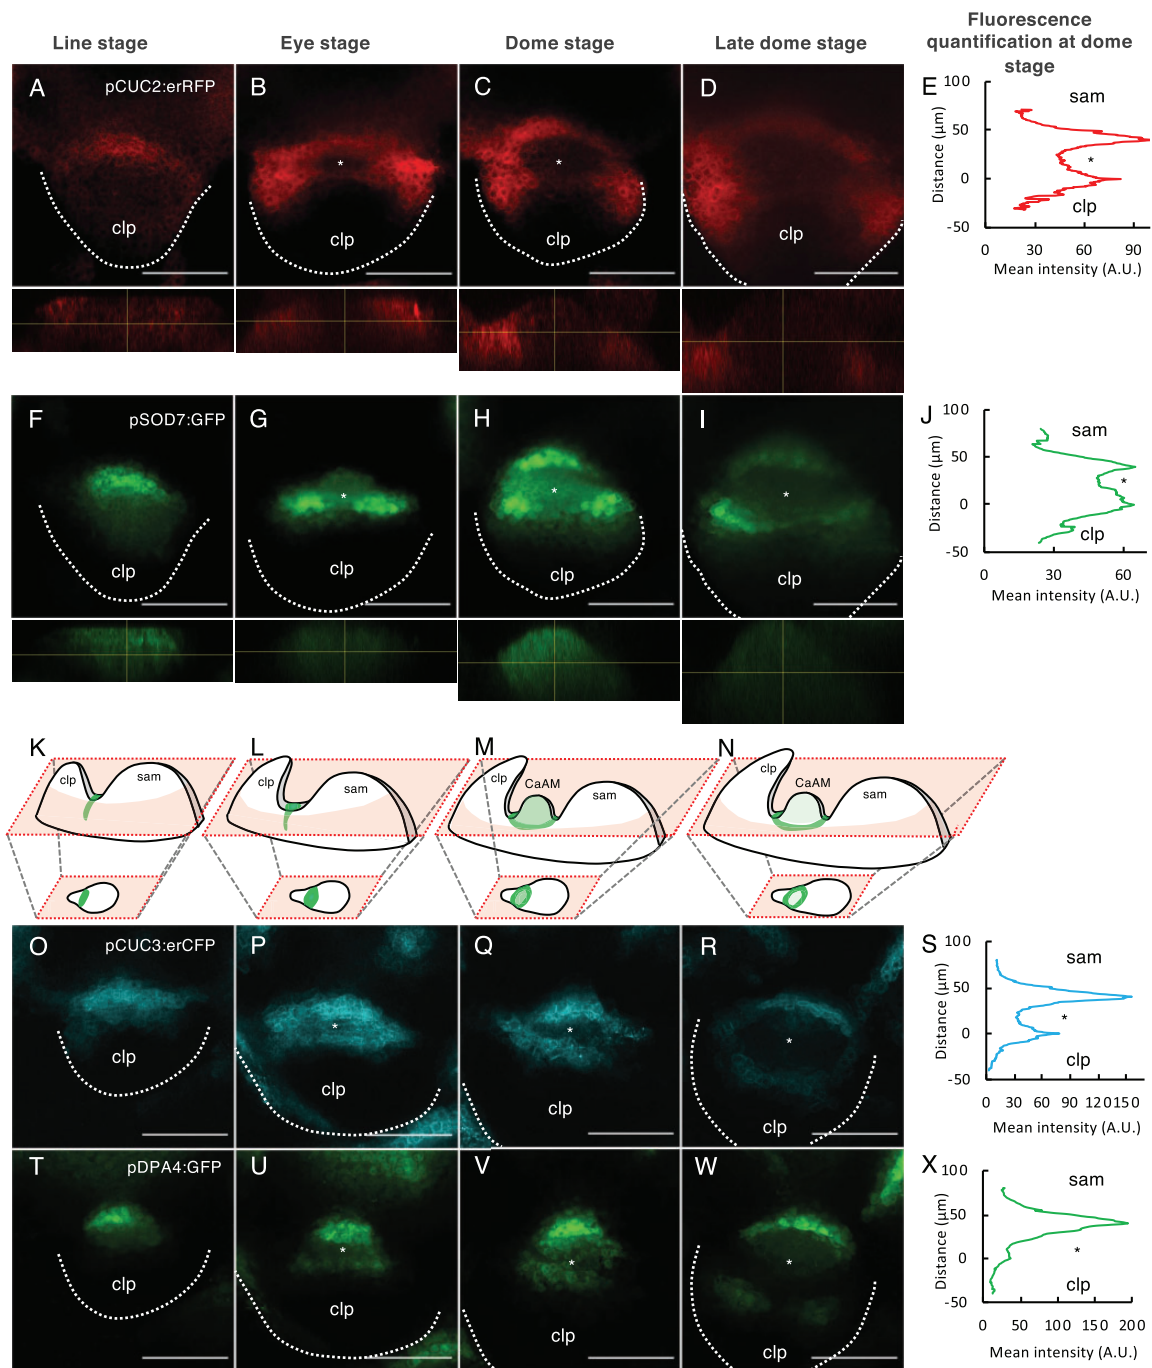 Line stage
Eye stage
Dome stage
Late dome stage
Fluorescence
quantification at dome
stage
A
pCUC2:erRFP
clp
B
*
clp
C
*
clp
D
clp
E
100
50
0
-50
Distance (µm)
sam
*
clp
0 30 60 90
Mean intensity (A.U.)
F
pSOD7:GFP
clp
G
*
clp
H
*
clp
I
*
clp
J
100
50
0
-50
Distance (µm)
sam
*
clp
0 30 60
Mean intensity (A.U.)
K
clp
sam
L
clp
sam
M
clp
CaAM
sam
N
clp
CaAM
sam
O
pCUC3:erCFP
clp
P
*
clp
Q
*
clp
R
*
clp
S
100
50
0
-50
Distance (µm)
sam
*
clp
0 30 60 90 120150
Mean intensity (A.U.)
T
pDPA4:GFP
clp
U
*
clp
V
*
clp
W
*
clp
X
100
50
0
-50
Distance (µm)
sam
*
clp
0 50 100 150 200
Mean intensity (A.U.)